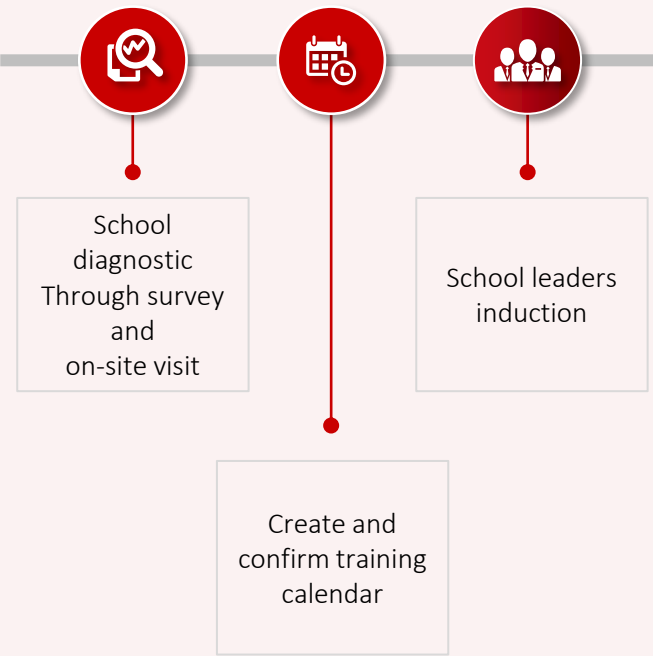 School
diagnostic
Through survey
and
on-site visit
Create and
confirm training
calendar
School leaders
induction